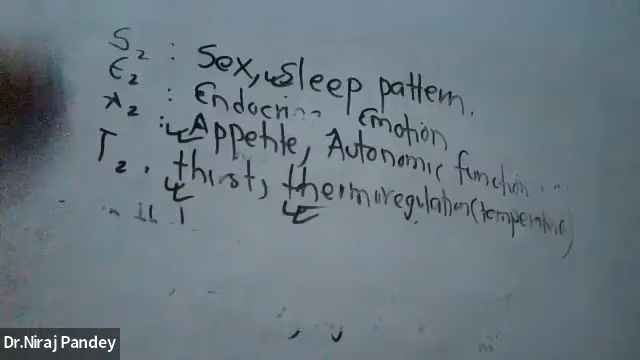 S2 : Sex, Sleep pattern.
E2 : Endocrine Emotion
A2 : Appetite, Autonomic function...
T2. thirst, thermoregulation (temperature)
Dr.Niraj Pandey